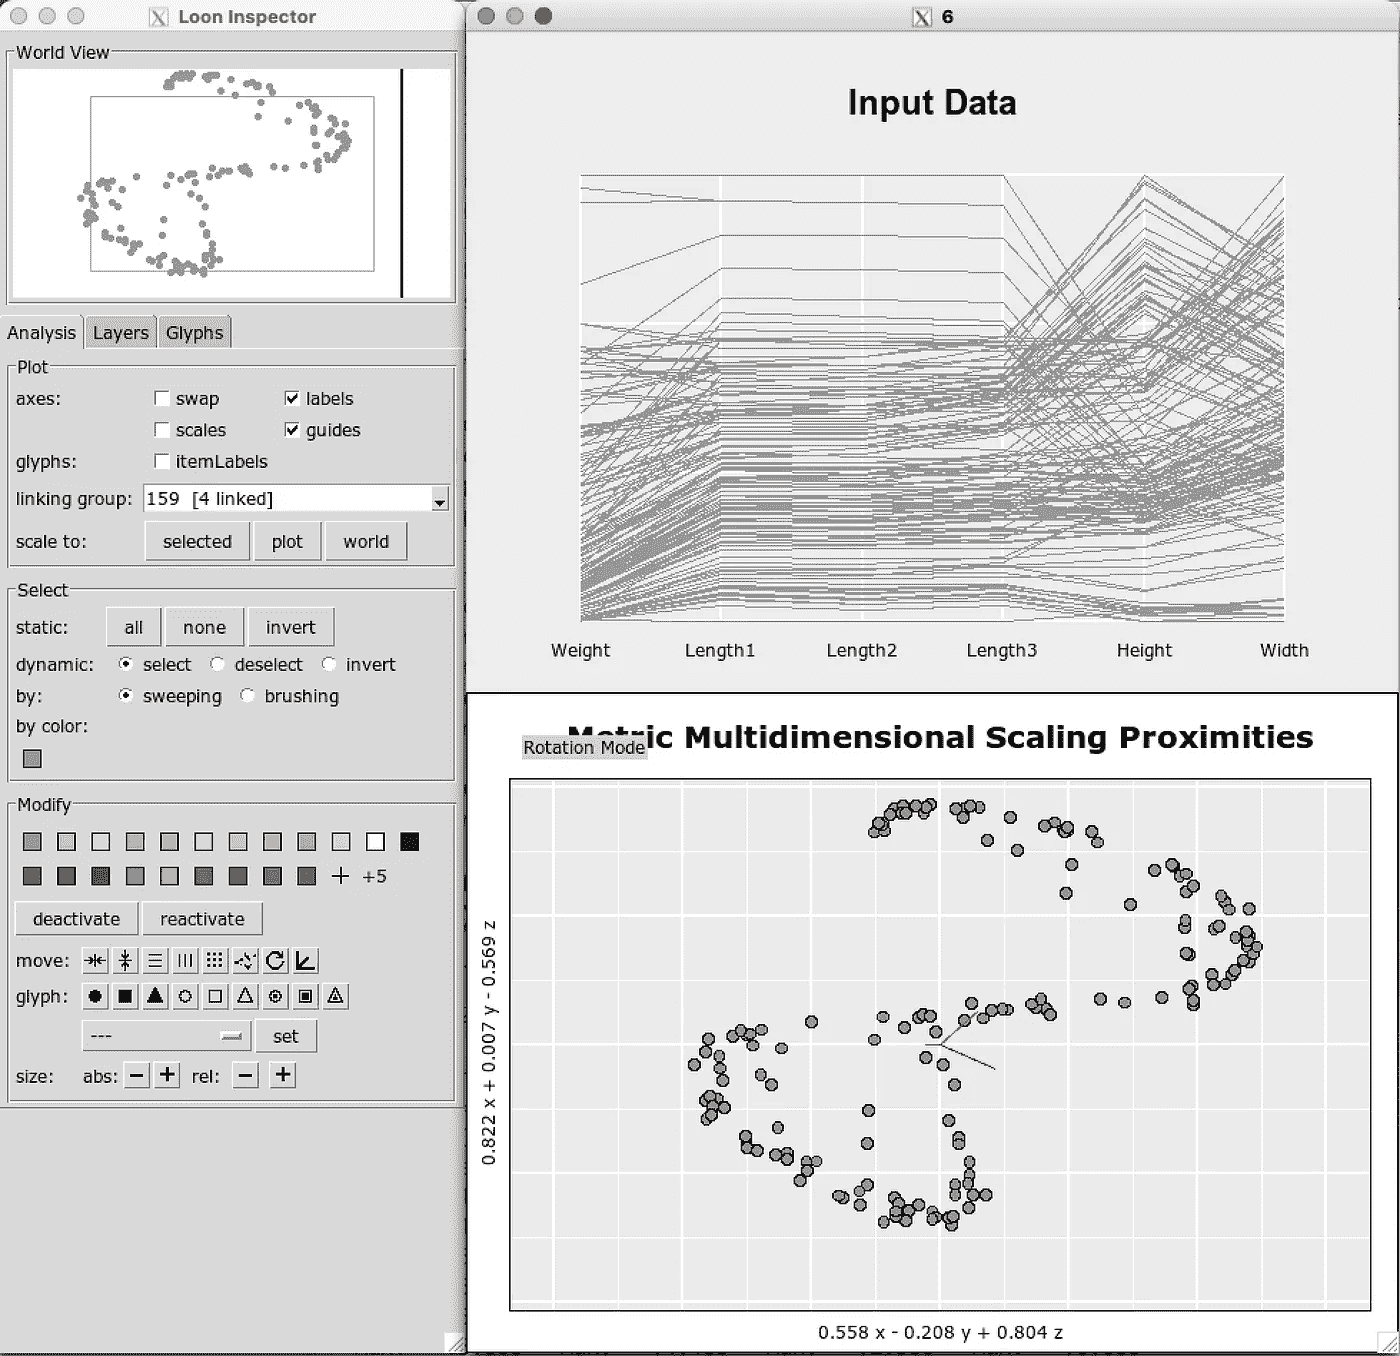 Loon Inspector
World View
Analysis Layers Glyphs
Plot
axes: swap labels
scales guides
glyphs: itemLabels
linking group: 159 [4 linked]
scale to: selected plot world
Select
static: all none invert
dynamic: select deselect invert
by: sweeping brushing
by color:
Modify
+5
deactivate reactivate
move:
glyph:
--- set
size: abs: - + rel: - +
6
Input Data
Weight Length1 Length2 Length3 Height Width
Metric Multidimensional Scaling Proximities
Rotation Mode
0.822 x + 0.007 y - 0.569 z
0.558 x - 0.208 y + 0.804 z